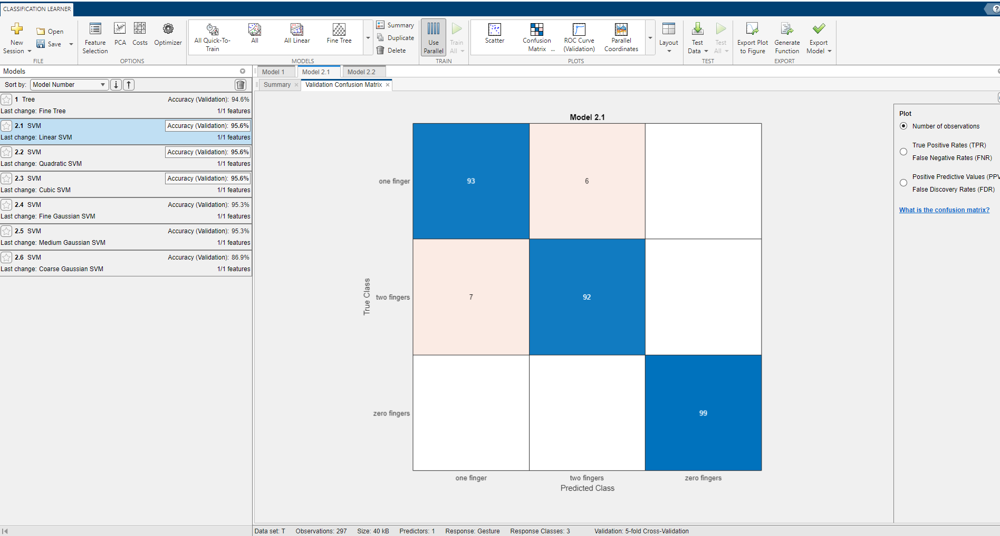 CLASSIFICATION LEARNER
?
New
Session
Open
Save
FILE
Feature
Selection
PCA
Costs
Optimizer
OPTIONS
All Quick-To-
Train
All
All Linear
Fine Tree
Summary
Duplicate
Delete
MODELS
Use
Parallel
Train
All
TRAIN
Scatter
Confusion
Matrix ...
ROC Curve
(Validation)
Parallel
Coordinates
PLOTS
Layout
Test
Data
Test
All
TEST
Export Plot
to Figure
Generate
Function
Export
Model
EXPORT
Models
Sort by: Model Number
1 Tree Accuracy (Validation): 94.6%
Last change: Fine Tree 1/1 features
2.1 SVM Accuracy (Validation): 95.6%
Last change: Linear SVM 1/1 features
2.2 SVM Accuracy (Validation): 95.6%
Last change: Quadratic SVM 1/1 features
2.3 SVM Accuracy (Validation): 95.6%
Last change: Cubic SVM 1/1 features
2.4 SVM Accuracy (Validation): 95.3%
Last change: Fine Gaussian SVM 1/1 features
2.5 SVM Accuracy (Validation): 95.3%
Last change: Medium Gaussian SVM 1/1 features
2.6 SVM Accuracy (Validation): 86.9%
Last change: Coarse Gaussian SVM 1/1 features
Model 1 Model 2.1 Model 2.2
Summary Validation Confusion Matrix
Model 2.1
one finger 93 6
two fingers 7 92
zero fingers 99
True Class
one finger two fingers zero fingers
Predicted Class
Plot
Number of observations
True Positive Rates (TPR)
False Negative Rates (FNR)
Positive Predictive Values (PPV
False Discovery Rates (FDR)
What is the confusion matrix?
Data set: T Observations: 297 Size: 40 kB Predictors: 1 Response: Gesture Response Classes: 3 Validation: 5-fold Cross-Validation